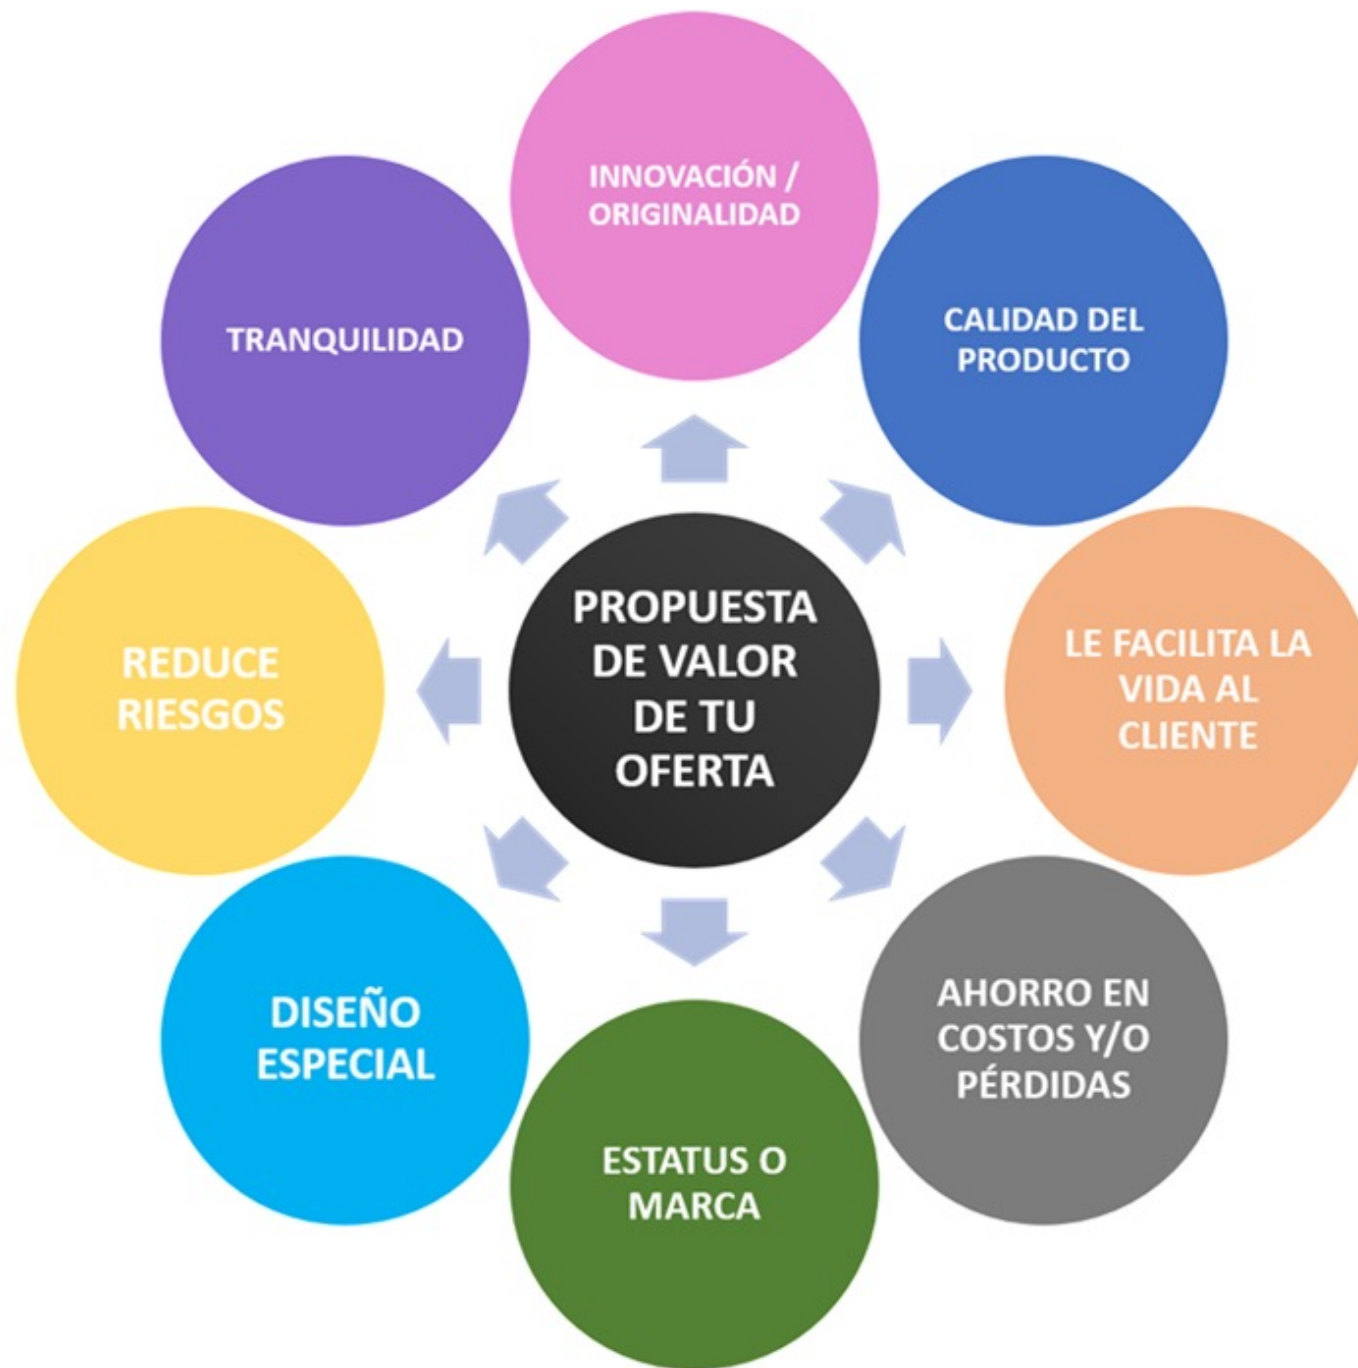 INNOVACIÓN /
ORIGINALIDAD
CALIDAD DEL
PRODUCTO
LE FACILITA LA
VIDA AL
CLIENTE
AHORRO EN
COSTOS Y/O
PÉRDIDAS
ESTATUS O
MARCA
DISEÑO
ESPECIAL
REDUCE
RIESGOS
TRANQUILIDAD
PROPUESTA
DE VALOR
DE TU
OFERTA